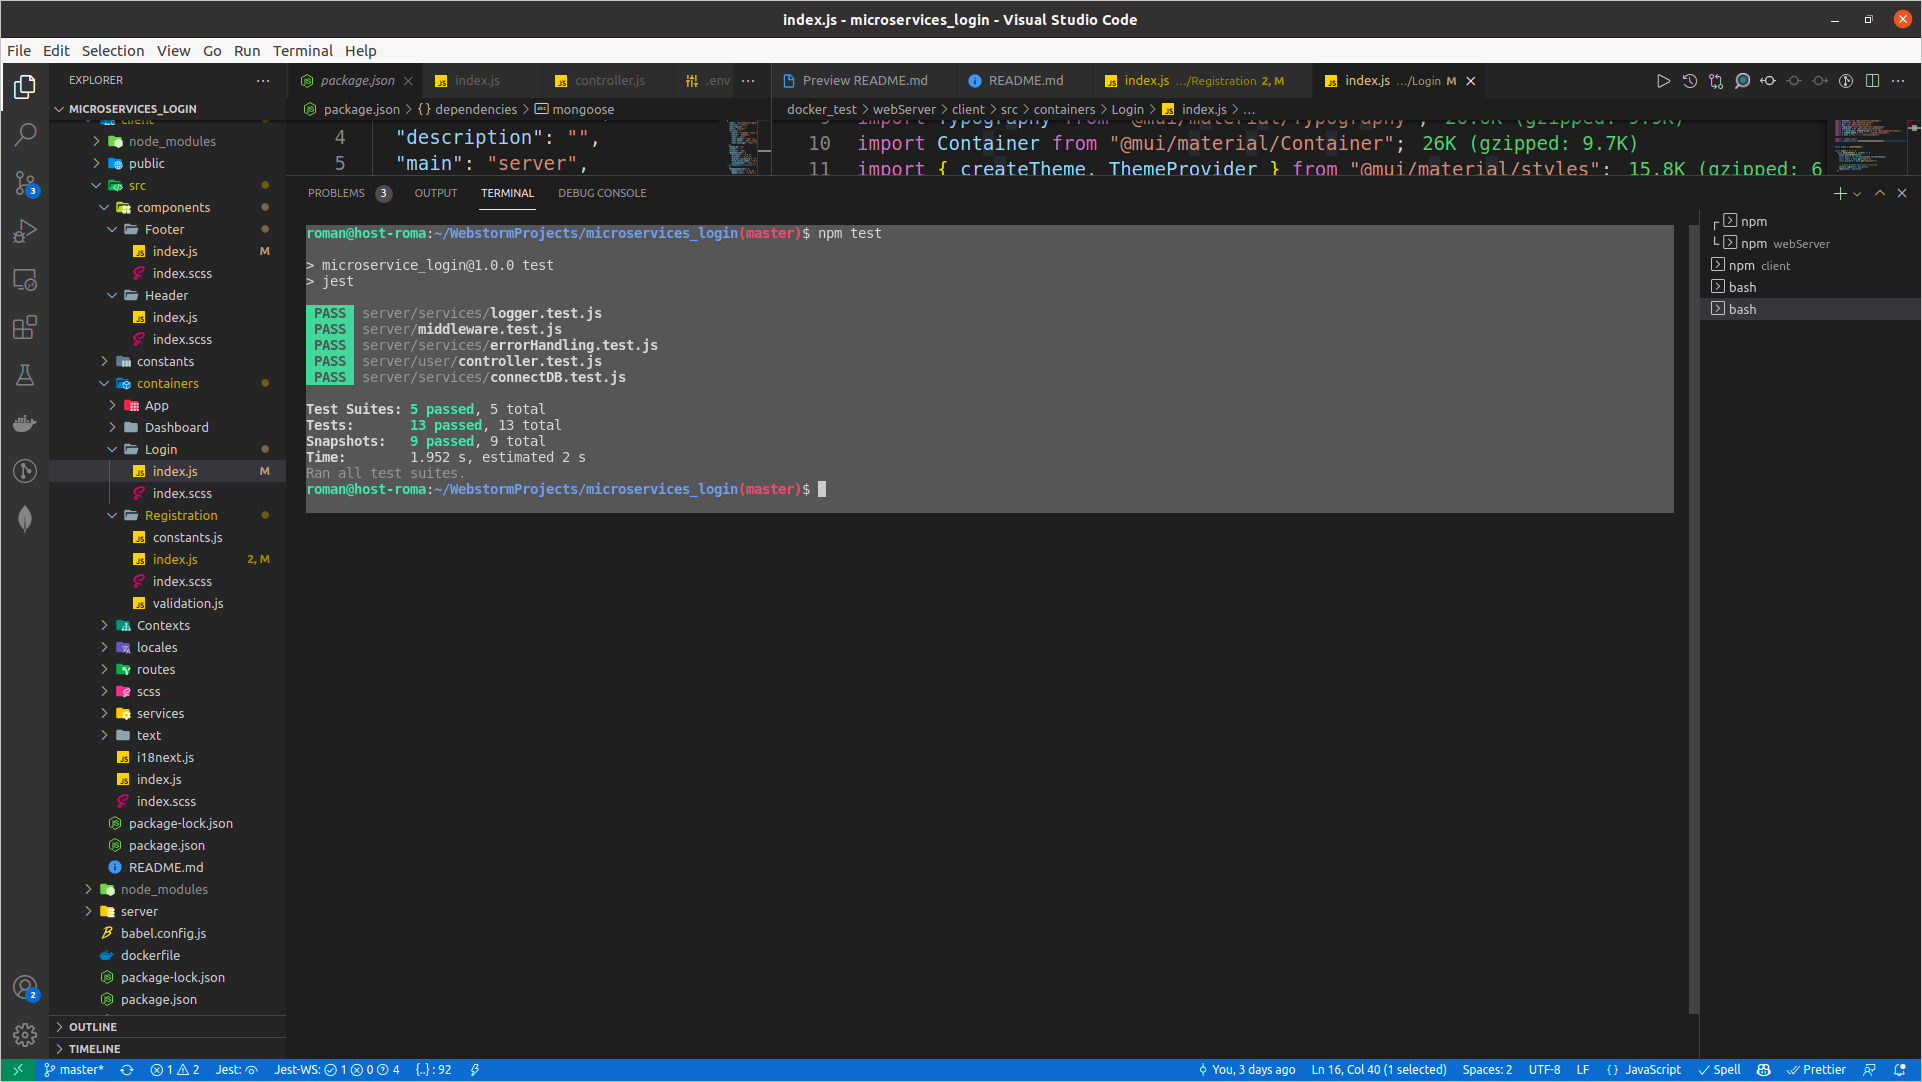 index.js - microservices_login - Visual Studio Code
File Edit Selection View Go Run Terminal Help
EXPLORER
MICROSERVICES_LOGIN
client
node_modules
public
src
components
Footer
index.js M
index.scss
Header
index.js
index.scss
constants
containers
App
Dashboard
Login
index.js M
index.scss
Registration
constants.js
index.js 2, M
index.scss
validation.js
Contexts
locales
routes
scss
services
text
i18next.js
index.js
index.scss
package-lock.json
package.json
README.md
node_modules
server
babel.config.js
dockerfile
package-lock.json
package.json
OUTLINE
TIMELINE
3
2
package.json index.js controller.js .env
package.json > {} dependencies > mongoose
4 "description": "",
5 "main": "server",
Preview README.md README.md index.js .../Registration 2, M index.js .../Login M
docker_test > webServer > client > src > containers > Login > index.js > ...
10 import Container from "@mui/material/Container"; 26K (gzipped: 9.7K)
11 import { createTheme, ThemeProvider } from "@mui/material/styles"; 15.8K (gzipped: 6
PROBLEMS 3 OUTPUT TERMINAL DEBUG CONSOLE
roman@host-roma:~/WebstormProjects/microservices_login(master)$ npm test
> microservice_login@1.0.0 test
> jest
PASS server/services/logger.test.js
PASS server/middleware.test.js
PASS server/services/errorHandling.test.js
PASS server/user/controller.test.js
PASS server/services/connectDB.test.js
Test Suites: 5 passed, 5 total
Tests: 13 passed, 13 total
Snapshots: 9 passed, 9 total
Time: 1.952 s, estimated 2 s
Ran all test suites.
roman@host-roma:~/WebstormProjects/microservices_login(master)$
npm
npm webServer
npm client
bash
bash
master* 1 2 Jest: Jest-WS: 1 0 4 {..} : 92 You, 3 days ago Ln 16, Col 40 (1 selected) Spaces: 2 UTF-8 LF {} JavaScript Spell Prettier